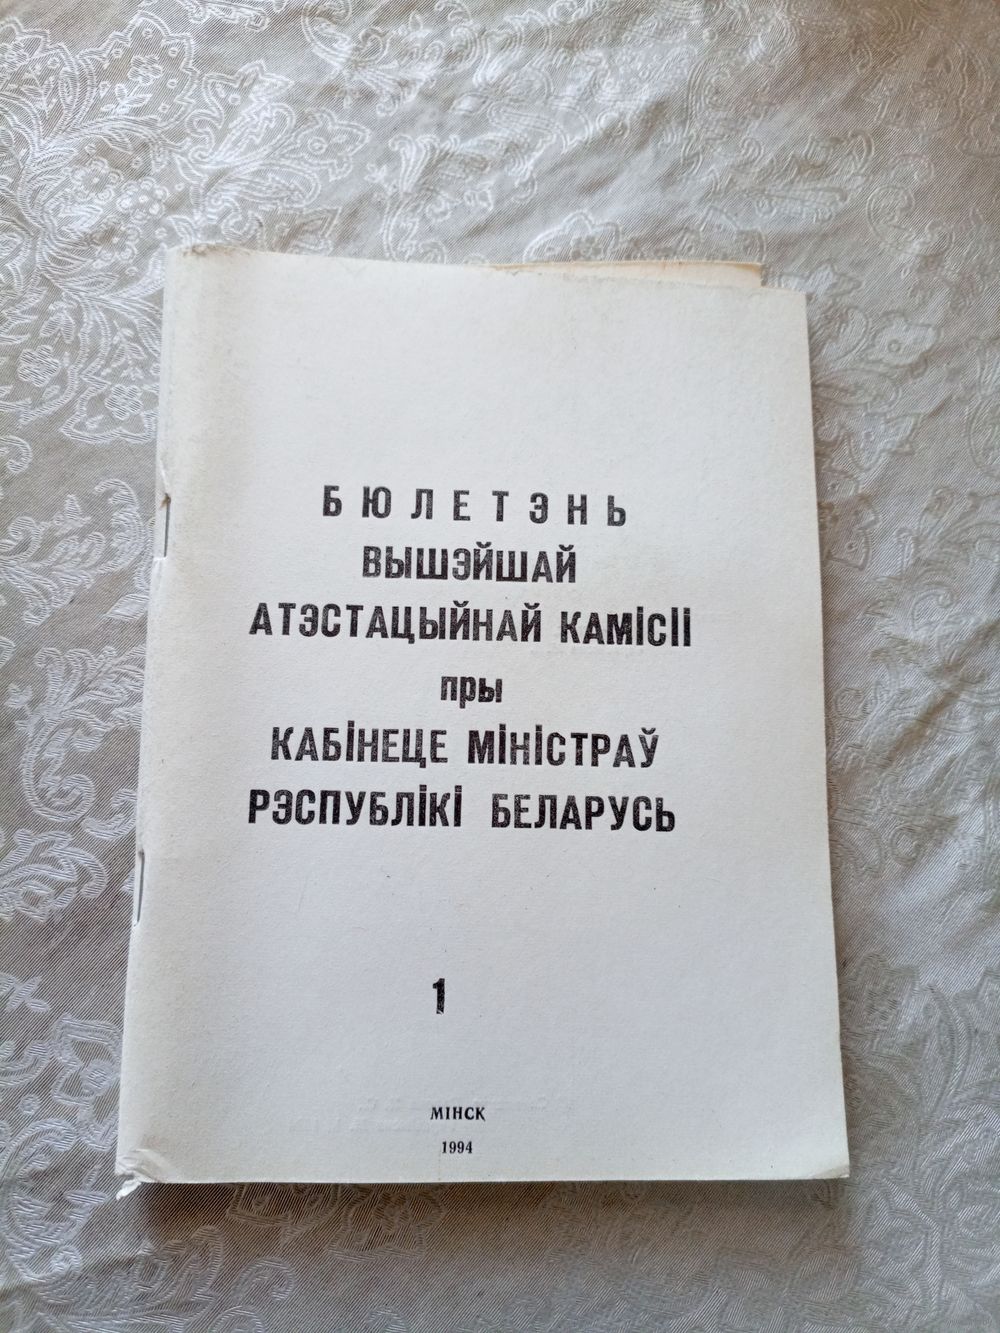 БЮЛЕТЭНЬ
ВЫШЭЙШАЙ
АТЭСТАЦЫЙНАЙ КАМІСІІ
пры
КАБІНЕЦЕ МІНІСТРАЎ
РЭСПУБЛІКІ БЕЛАРУСЬ
1
МІНСК
1994